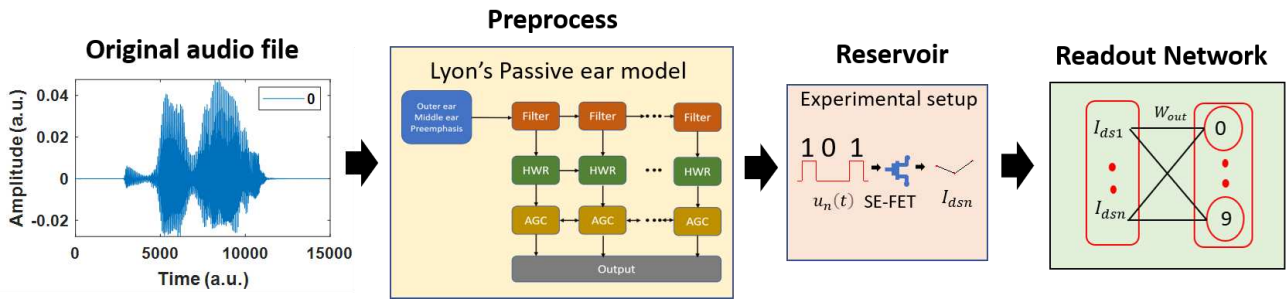 Original audio file
Amplitude (a.u.)
0.04
0.02
0
-0.02
0
0
5000
10000
15000
Time (a.u.)
Preprocess
Lyon's Passive ear model
Outer ear
Middle ear
Preemphasis
Filter
Filter
Filter
HWR
HWR
HWR
AGC
AGC
AGC
Output
Reservoir
Experimental setup
1 0 1
u_n(t) SE-FET I_dsn
Readout Network
I_ds1
W_out
0
I_dsn
9